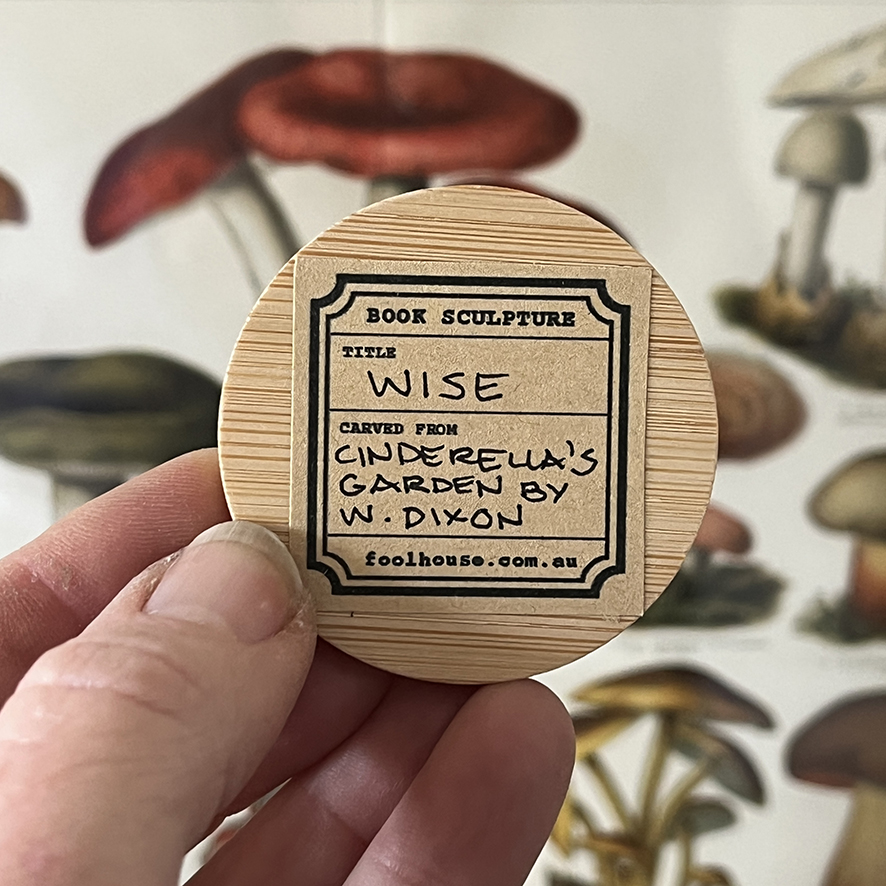 BOOK SCULPTURE
TITLE
WISE
CARVED FROM
CINDERELLA'S
GARDEN BY
W. DIXON
foolhouse.com.au